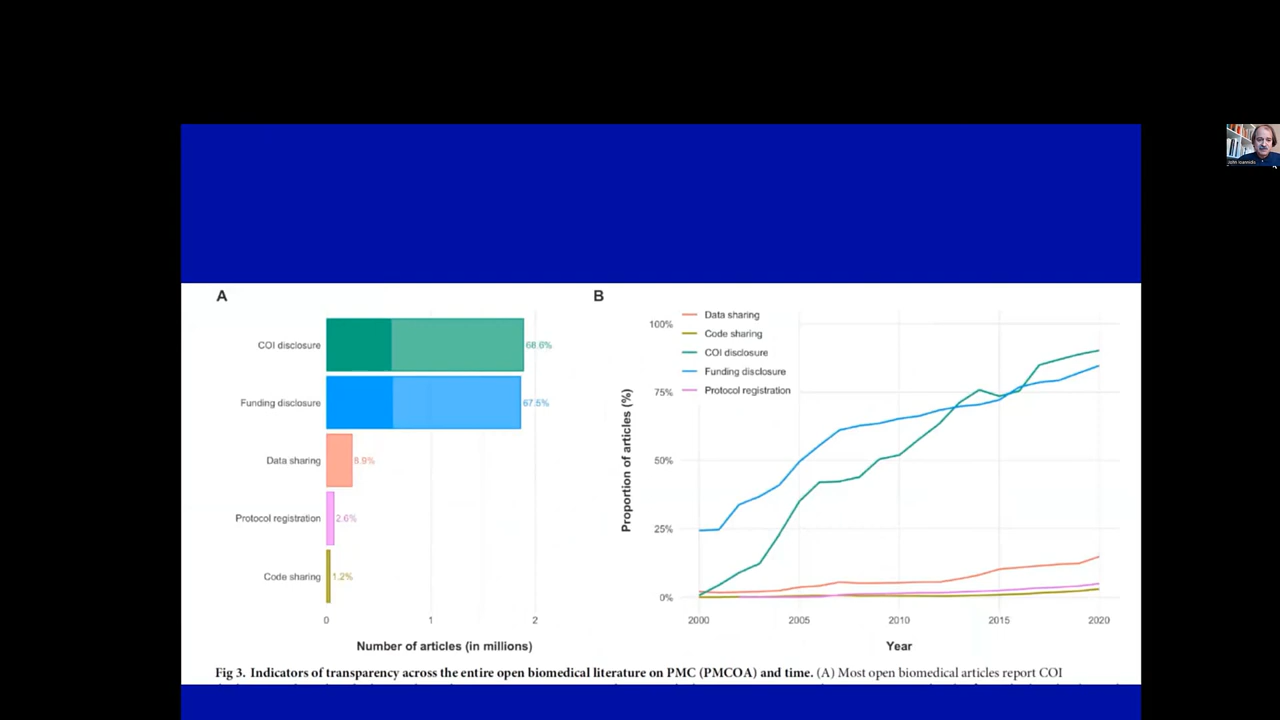 A
COI disclosure
68.6%
Funding disclosure
67.5%
Data sharing
8.9%
Protocol registration
2.6%
Code sharing
1.2%
0
1
2
Number of articles (in millions)
B
Data sharing
Code sharing
COI disclosure
Funding disclosure
Protocol registration
100%
75%
50%
25%
0%
Proportion of articles (%)
2000
2005
2010
2015
2020
Year
Fig 3. Indicators of transparency across the entire open biomedical literature on PMC (PMCOA) and time. (A) Most open biomedical articles report COI
John Ioannidis